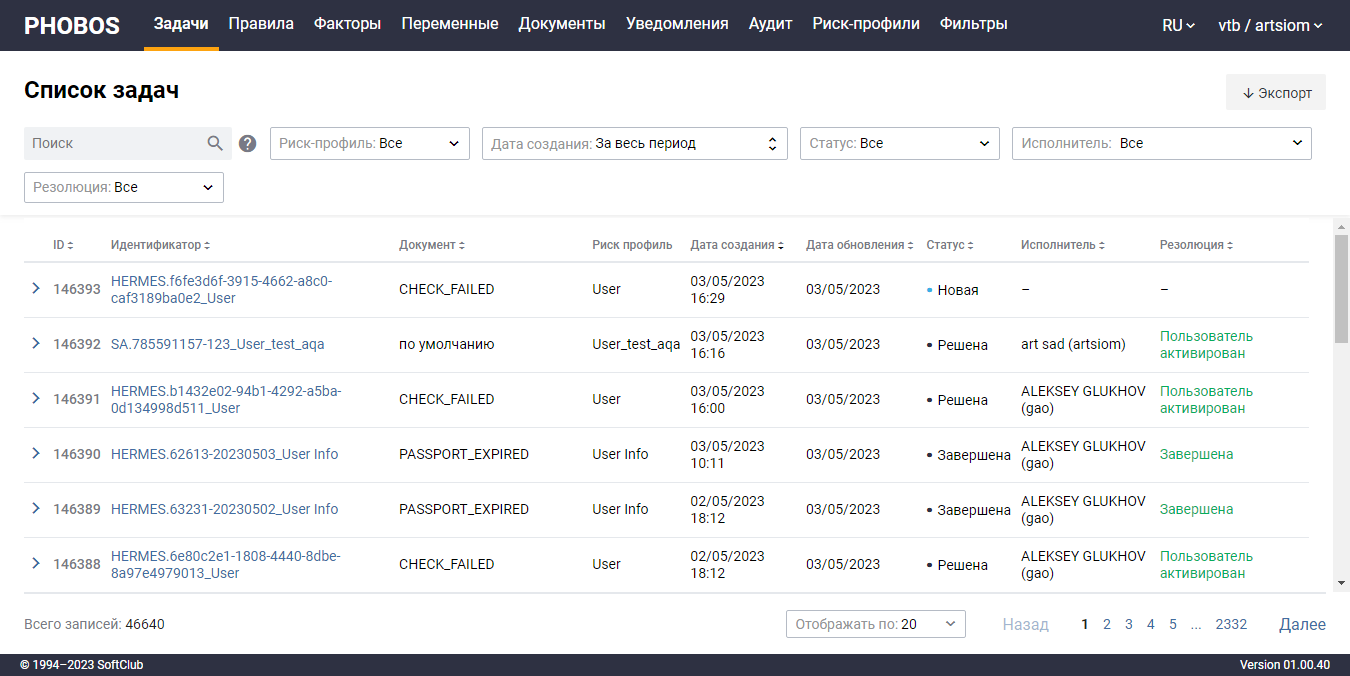 PHOBOS Задачи Правила Факторы Переменные Документы Уведомления Аудит Риск-профили Фильтры RU vtb / artsiom
Список задач
Экспорт
Поиск Риск-профиль: Все Дата создания: За весь период Статус: Все Исполнитель: Все
Резолюция: Все
ID Идентификатор Документ Риск профиль Дата создания Дата обновления Статус Исполнитель Резолюция
146393 HERMES.f6fe3d6f-3915-4662-a8c0-
caf3189ba0e2_User CHECK_FAILED User 03/05/2023
16:29 03/05/2023 Новая – –
146392 SA.785591157-123_User_test_aqa по умолчанию User_test_aqa 03/05/2023
16:16 03/05/2023 Решена art sad (artsiom) Пользователь
активирован
146391 HERMES.b1432e02-94b1-4292-a5ba-
0d134998d511_User CHECK_FAILED User 03/05/2023
16:00 03/05/2023 Решена ALEKSEY GLUKHOV
(gao) Пользователь
активирован
146390 HERMES.62613-20230503_User Info PASSPORT_EXPIRED User Info 03/05/2023
10:11 03/05/2023 Завершена ALEKSEY GLUKHOV
(gao) Завершена
146389 HERMES.63231-20230502_User Info PASSPORT_EXPIRED User Info 02/05/2023
18:12 03/05/2023 Завершена ALEKSEY GLUKHOV
(gao) Завершена
146388 HERMES.6e80c2e1-1808-4440-8dbe-
8a97e4979013_User CHECK_FAILED User 02/05/2023
18:12 03/05/2023 Решена ALEKSEY GLUKHOV
(gao) Пользователь
активирован
Всего записей: 46640 Отображать по: 20 Назад 1 2 3 4 5 ... 2332 Далее
© 1994–2023 SoftClub Version 01.00.40